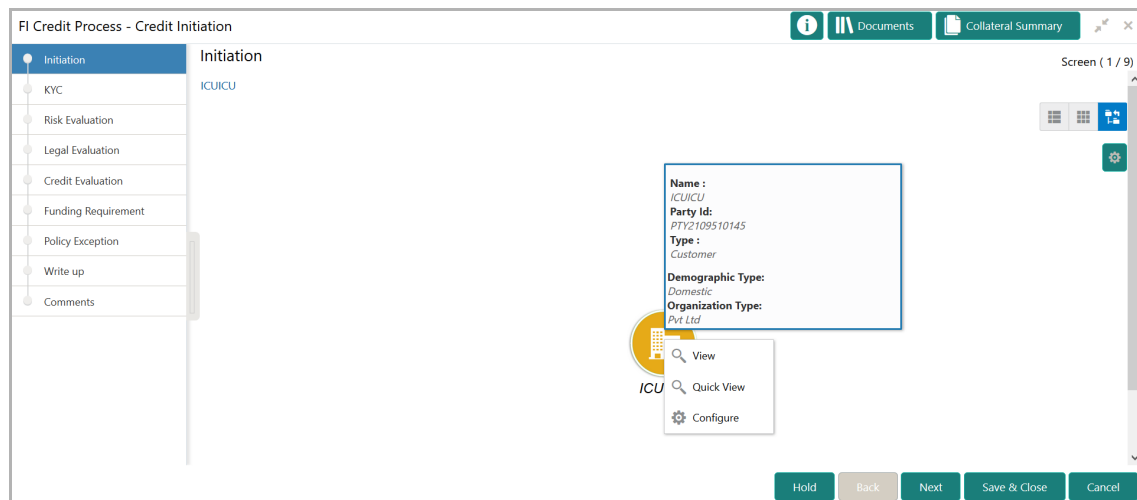 FI Credit Process - Credit Initiation
Documents
Collateral Summary
Initiation
KYC
Risk Evaluation
Legal Evaluation
Credit Evaluation
Funding Requirement
Policy Exception
Write up
Comments
Initiation
Screen ( 1 / 9)
ICUICU
Name :
ICUICU
Party Id:
PTY2109510145
Type :
Customer
Demographic Type:
Domestic
Organization Type:
Pvt Ltd
ICU
View
Quick View
Configure
Hold
Back
Next
Save & Close
Cancel